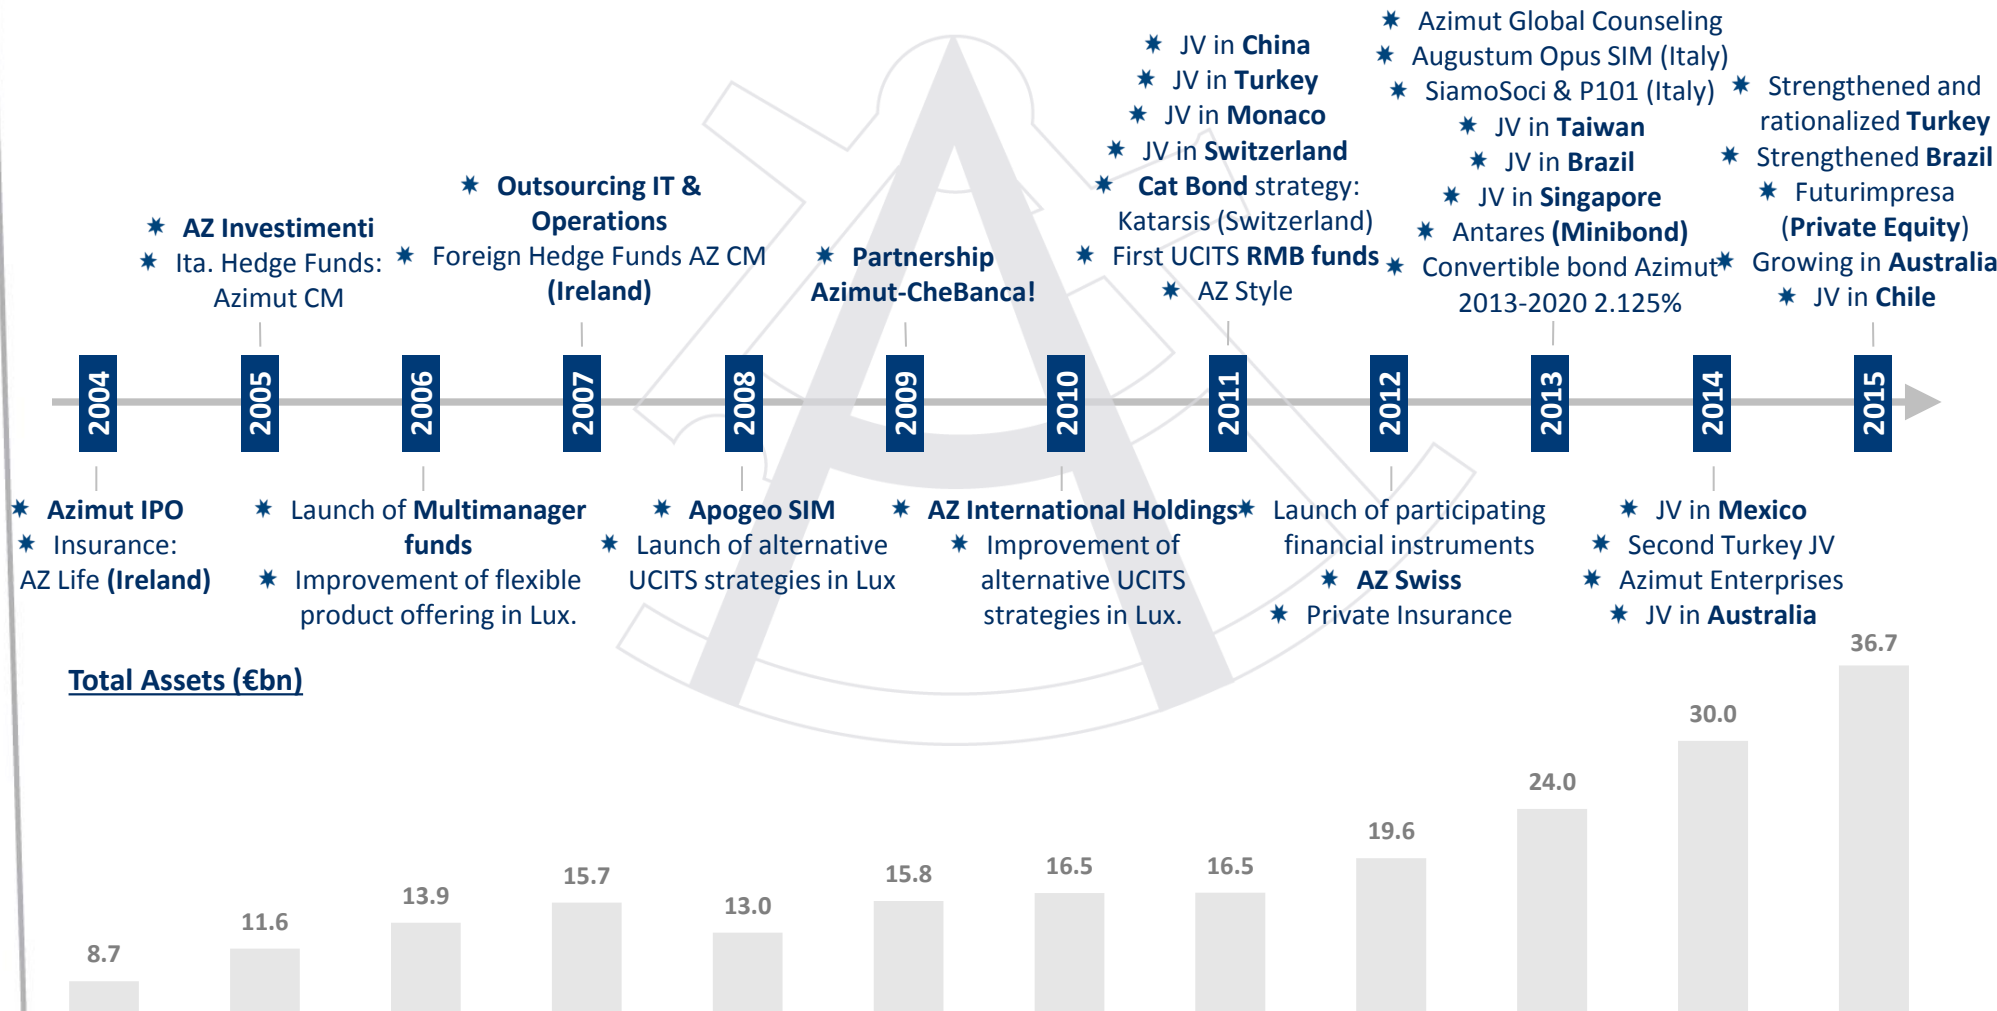 ✷ AZ Investimenti
✷ Ita. Hedge Funds:
Azimut CM
✷ Outsourcing IT &
Operations
✷ Foreign Hedge Funds AZ CM
(Ireland)
✷ Partnership
Azimut-CheBanca!
✷ JV in China
✷ JV in Turkey
✷ JV in Monaco
✷ JV in Switzerland
✷ Cat Bond strategy:
Katarsis (Switzerland)
✷ First UCITS RMB funds
✷ AZ Style
✷ Azimut Global Counseling
✷ Augustum Opus SIM (Italy)
✷ SiamoSoci & P101 (Italy)
✷ JV in Taiwan
✷ JV in Brazil
✷ JV in Singapore
✷ Antares (Minibond)
✷ Convertible bond Azimut
2013-2020 2.125%
✷ Strengthened and
rationalized Turkey
✷ Strengthened Brazil
✷ Futurimpresa
(Private Equity)
✷ Growing in Australia
✷ JV in Chile
2004
2005
2006
2007
2008
2009
2010
2011
2012
2013
2014
2015
✷ Azimut IPO
✷ Insurance:
AZ Life (Ireland)
✷ Launch of Multimanager
funds
✷ Improvement of flexible
product offering in Lux.
✷ Apogeo SIM
✷ Launch of alternative
UCITS strategies in Lux
✷ AZ International Holdings
✷ Improvement of
alternative UCITS
strategies in Lux.
✷ Launch of participating
financial instruments
✷ AZ Swiss
✷ Private Insurance
✷ JV in Mexico
✷ Second Turkey JV
✷ Azimut Enterprises
✷ JV in Australia
Total Assets (€bn)
8.7
11.6
13.9
15.7
13.0
15.8
16.5
16.5
19.6
24.0
30.0
36.7